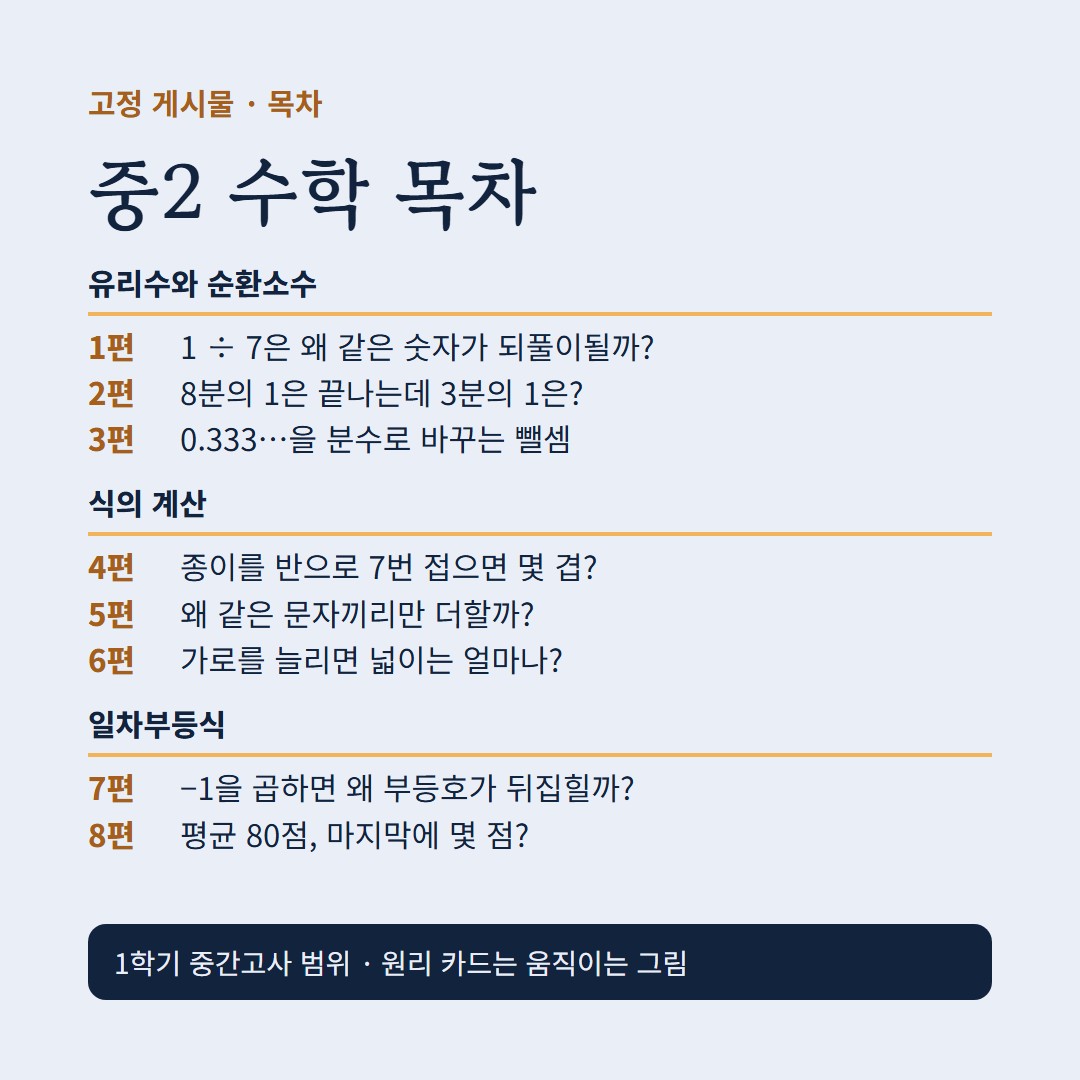 고정 게시물 · 목차
중2 수학 목차
유리수와 순환소수
1편 1 ÷ 7은 왜 같은 숫자가 되풀이될까?
2편 8분의 1은 끝나는데 3분의 1은?
3편 0.333⋯을 분수로 바꾸는 뺄셈
식의 계산
4편 종이를 반으로 7번 접으면 몇 겹?
5편 왜 같은 문자끼리만 더할까?
6편 가로를 늘리면 넓이는 얼마나?
일차부등식
7편 −1을 곱하면 왜 부등호가 뒤집힐까?
8편 평균 80점, 마지막에 몇 점?
1학기 중간고사 범위 · 원리 카드는 움직이는 그림